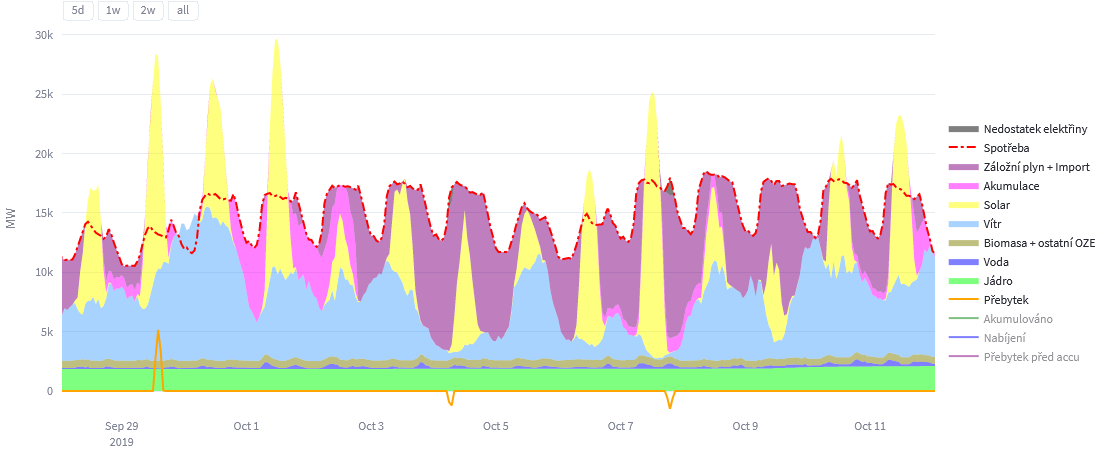 5d 1w 2w all
30k
25k
20k
15k
10k
5k
0
MW
Sep 29 Oct 1 Oct 3 Oct 5 Oct 7 Oct 9 Oct 11
2019
Nedostatek elektřiny
Spotřeba
Záložní plyn + Import
Akumulace
Solar
Vítr
Biomasa + ostatní OZE
Voda
Jádro
Přebytek
Akumulováno
Nabíjení
Přebytek před accu